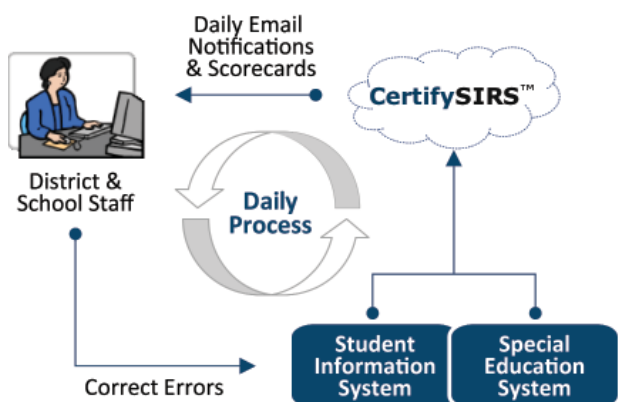 Daily Email
Notifications
& Scorecards
CertifySIRS™
District &
School Staff
Daily
Process
Student
Information
System
Special
Education
System
Correct Errors